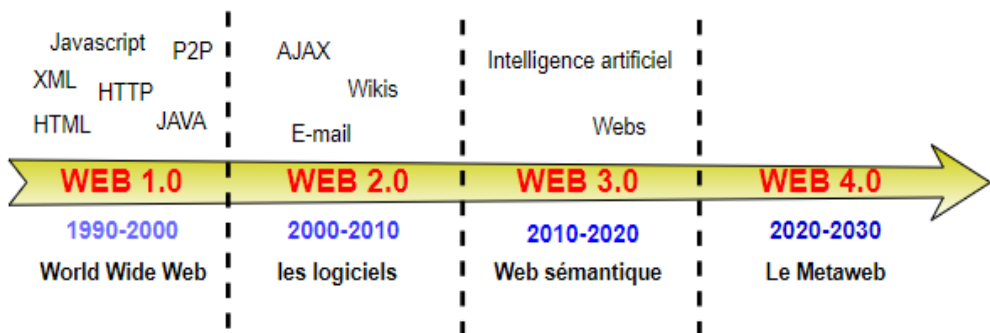 Javascript
P2P
XML
HTTP
HTML
JAVA
AJAX
Wikis
E-mail
Intelligence artificiel
Webs
WEB 1.0
WEB 2.0
WEB 3.0
WEB 4.0
1990-2000
2000-2010
2010-2020
2020-2030
World Wide Web
les logiciels
Web sémantique
Le Metaweb